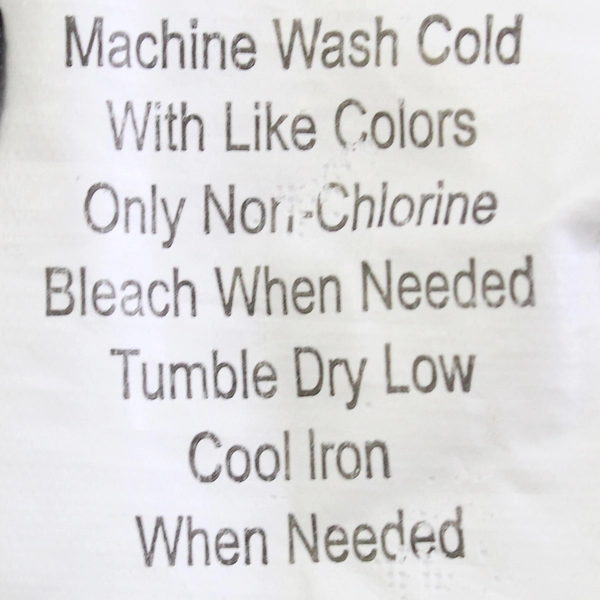 Machine Wash Cold
With Like Colors
Only Non-Chlorine
Bleach When Needed
Tumble Dry Low
Cool Iron
When Needed